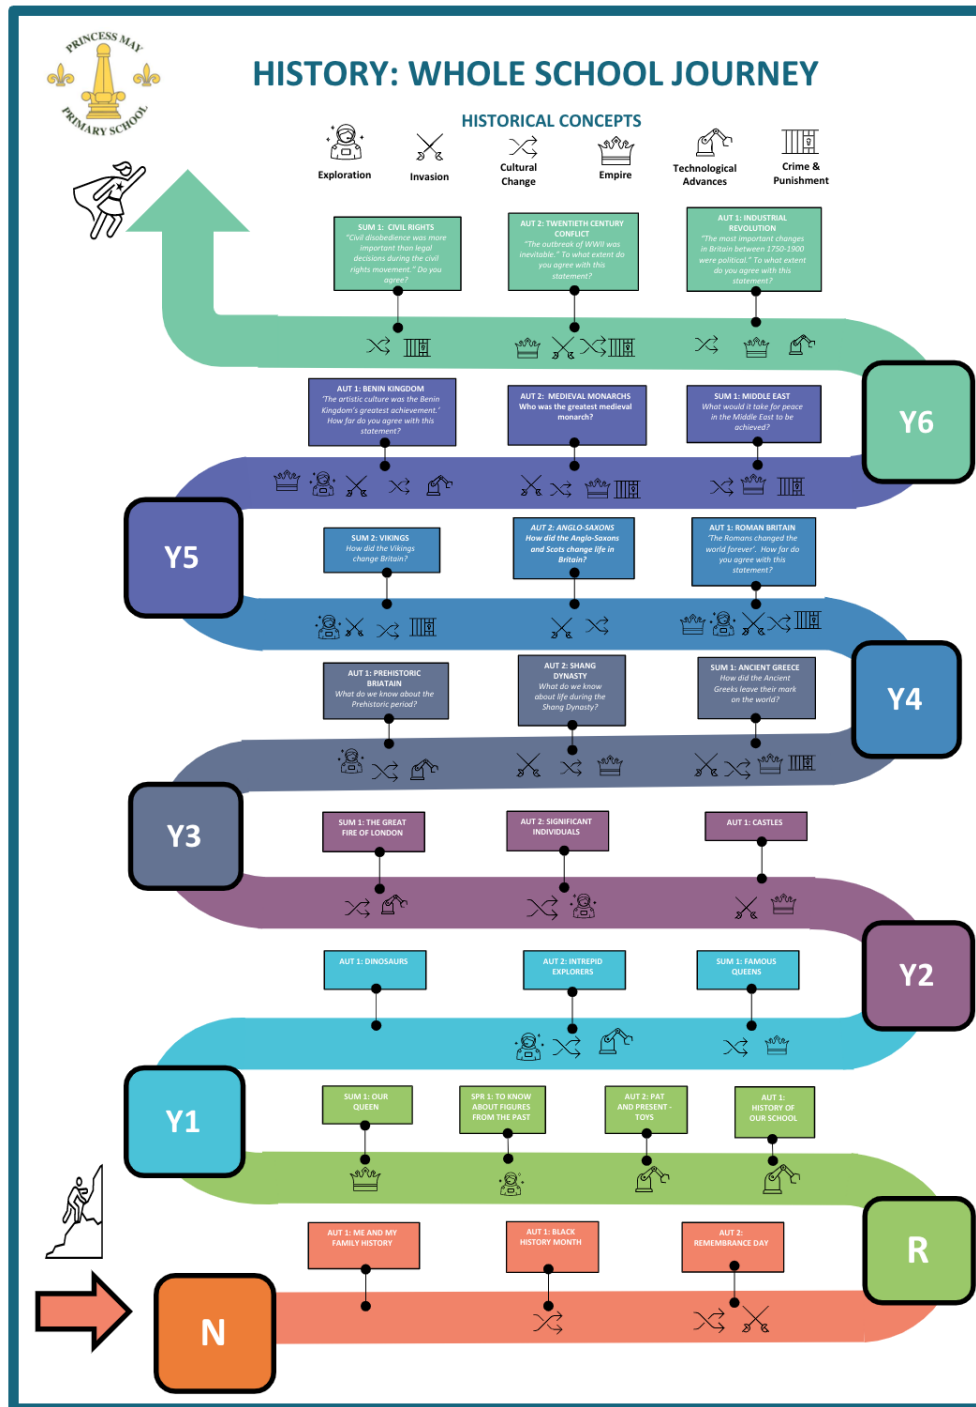 PRINCESS MAY
PRIMARY SCHOOL
HISTORY: WHOLE SCHOOL JOURNEY
HISTORICAL CONCEPTS
Exploration
Invasion
Cultural
Change
Empire
Technological
Advances
Crime &
Punishment
SUM 1: CIVIL RIGHTS
"Civil disobedience was more
important than legal
decisions during the civil
rights movement." Do you
agree?
AUT 2: TWENTIETH CENTURY
CONFLICT
"The outbreak of WWII was
inevitable." To what extent do
you agree with this
statement?
AUT 1: INDUSTRIAL
REVOLUTION
"The most important changes
in Britain between 1750-1900
were political." To what extent
do you agree with this
statement?
Y6
AUT 1: BENIN KINGDOM
'The artistic culture was the Benin
Kingdom's greatest achievement.'
How far do you agree with this
statement?
AUT 2: MEDIEVAL MONARCHS
Who was the greatest medieval
monarch?
SUM 1: MIDDLE EAST
What would it take for peace
in the Middle East to be
achieved?
Y5
SUM 2: VIKINGS
How did the Vikings
change Britain?
AUT 2: ANGLO-SAXONS
How did the Anglo-Saxons
and Scots change life in
Britain?
AUT 1: ROMAN BRITAIN
'The Romans changed the
world forever'. How far do
you agree with this
statement?
Y4
AUT 1: PREHISTORIC
BRIATAIN
What do we know about the
Prehistoric period?
AUT 2: SHANG
DYNASTY
What do we know
about life during the
Shang Dynasty?
SUM 1: ANCIENT GREECE
How did the Ancient
Greeks leave their mark
on the world?
Y3
SUM 1: THE GREAT
FIRE OF LONDON
AUT 2: SIGNIFICANT
INDIVIDUALS
AUT 1: CASTLES
Y2
AUT 1: DINOSAURS
AUT 2: INTREPID
EXPLORERS
SUM 1: FAMOUS
QUEENS
Y1
SUM 1: OUR
QUEEN
SPR 1: TO KNOW
ABOUT FIGURES
FROM THE PAST
AUT 2: PAT
AND PRESENT -
TOYS
AUT 1:
HISTORY OF
OUR SCHOOL
R
AUT 1: ME AND MY
FAMILY HISTORY
AUT 1: BLACK
HISTORY MONTH
AUT 2:
REMEMBRANCE DAY
N